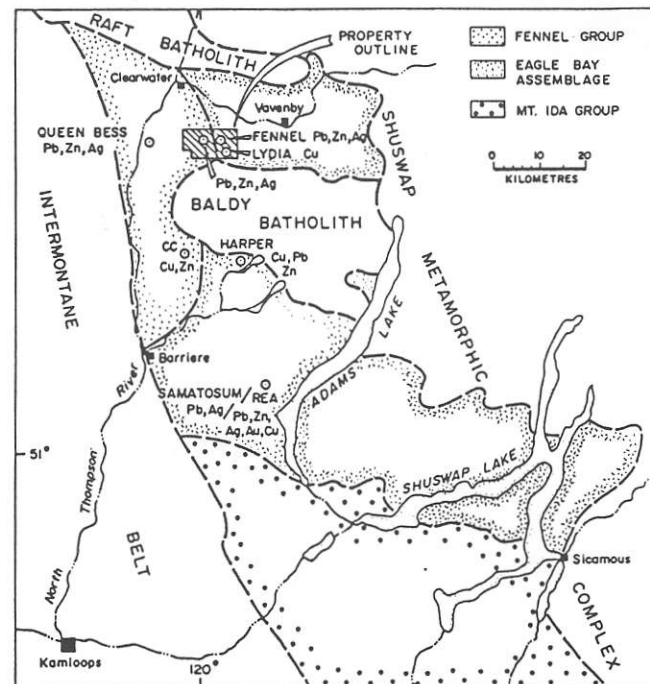 RAFT
BATHOLITH
PROPERTY
OUTLINE
FENNEL GROUP
EAGLE BAY
ASSEMBLAGE
MT. IDA GROUP
0 10 20
KILOMETRES
Clearwater
Vavenby
QUEEN BESS
Pb,Zn,Ag
FENNEL Pb,Zn,Ag
LYDIA Cu
Pb,Zn,Ag
SHUSWAP
METAMORPHIC
COMPLEX
INTERMONTANE
BELT
BALDY
BATHOLITH
CC
Cu,Zn
HARPER
Cu,Pb
Zn
ADAMS LAKE
Barriere
SAMATOSUM/REA
Pb,Ag/Pb,Zn,
Ag,Au,Cu
51°
SHUSWAP LAKE
North Thompson River
Sicamous
Kamloops
120°